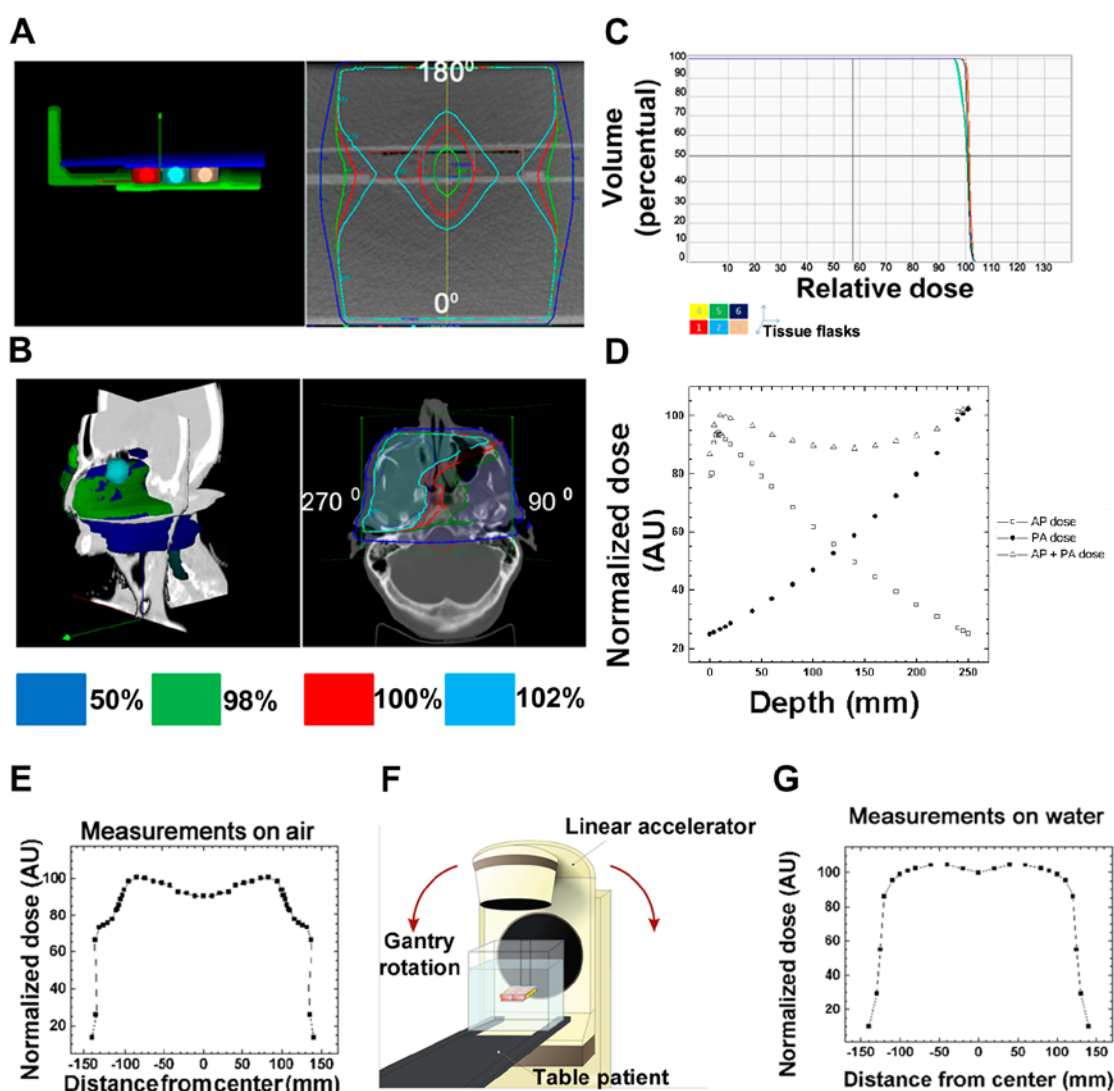 A
180⁰
0⁰
B
270 ⁰
90 ⁰
50%
98%
100%
102%
C
Volume
(percentual)
100
90
80
70
60
50
40
30
20
10
0
10 20 30 40 50 60 70 80 90 100 110 120 130
Relative dose
4 5 6
1 2 3
Tissue flasks
D
Normalized dose
(AU)
100
80
60
40
20
0 50 100 150 200 250
Depth (mm)
AP dose
PA dose
AP + PA dose
E
Measurements on air
Normalized dose (AU)
100
80
60
40
20
-150 -100 -50 0 50 100 150
Distance from center (mm)
F
Linear accelerator
Gantry
rotation
Table patient
G
Measurements on water
Normalized dose (AU)
100
80
60
40
20
-150 -100 -50 0 50 100 150
Distance from center (mm)